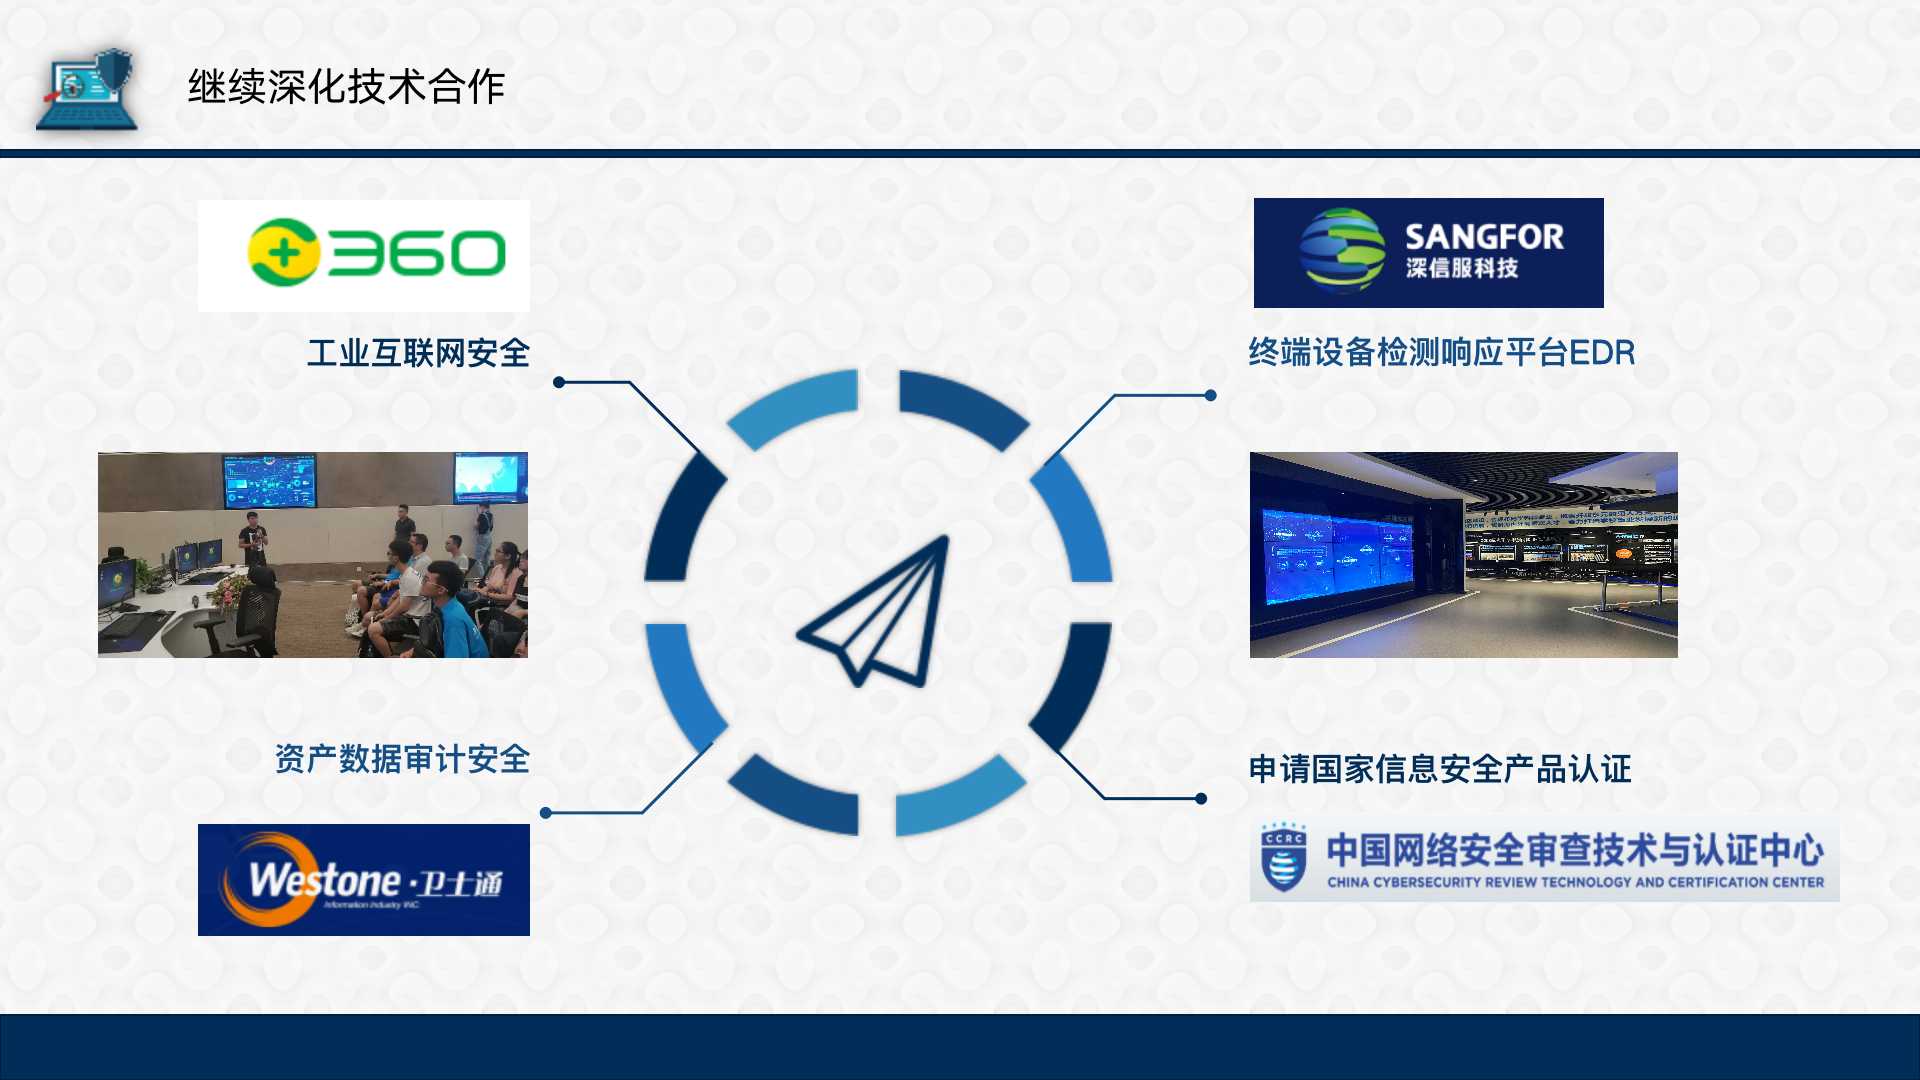 继续深化技术合作
360
工业互联网安全
资产数据审计安全
Westone·卫士通
Information Industry INC.
SANGFOR
深信服科技
终端设备检测响应平台EDR
申请国家信息安全产品认证
CCRC
中国网络安全审查技术与认证中心
CHINA CYBERSECURITY REVIEW TECHNOLOGY AND CERTIFICATION CENTER